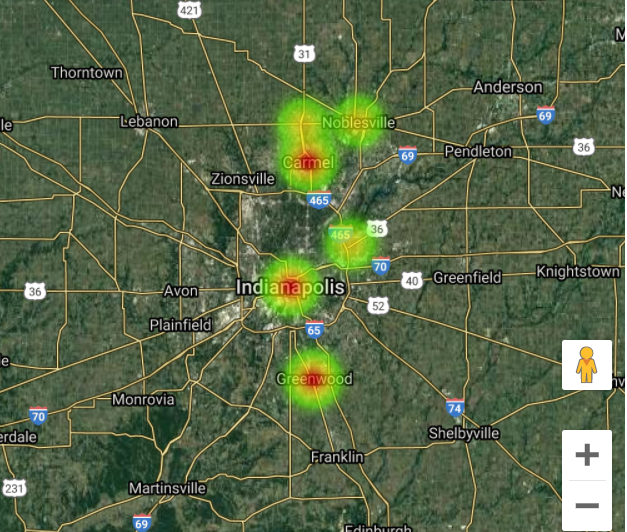 421
31
Thorntown
Anderson
69
Lebanon
Noblesville
36
Carmel
69
Pendleton
Zionsville
465
465
36
70
Indianapolis
40
Greenfield
Knightstown
36
Avon
52
Plainfield
65
Greenwood
Monrovia
70
74
erdale
Shelbyville
Franklin
231
Martinsville
69
Edinburgh